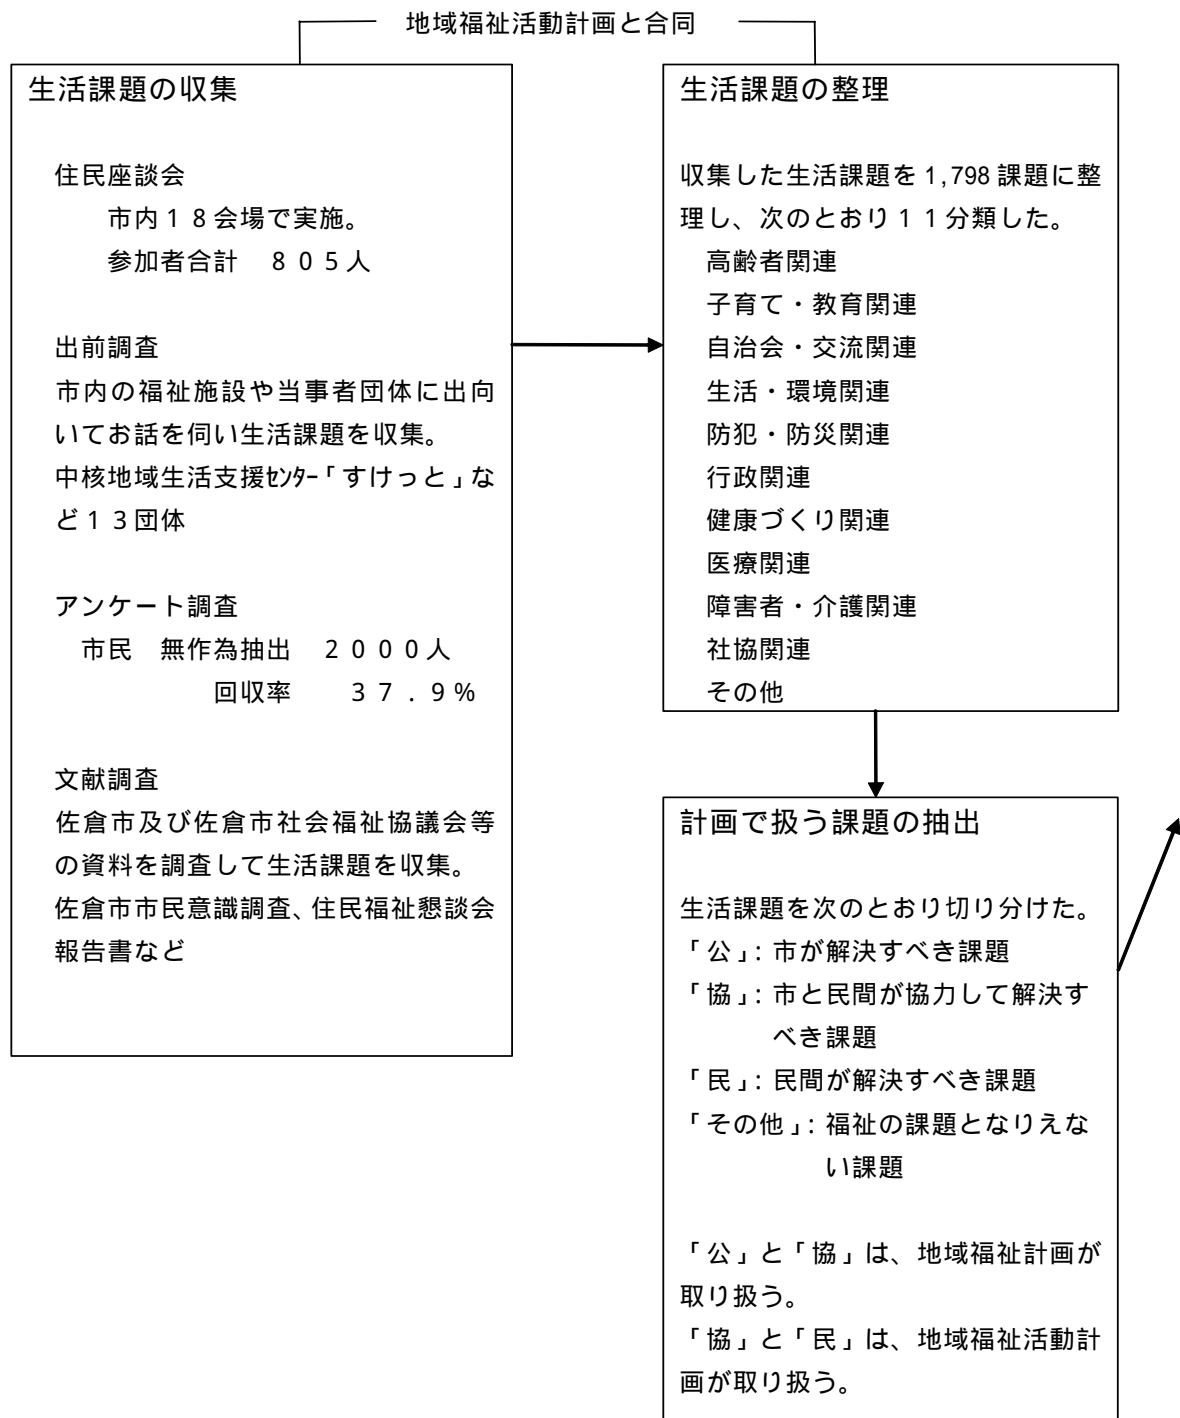 地域福祉活動計画と合同
生活課題の収集
住民座談会
市内18会場で実施。
参加者合計 805人
出前調査
市内の福祉施設や当事者団体に出向
いてお話を伺い生活課題を収集。
中核地域生活支援ｾﾝﾀｰ「すけっと」な
ど13団体
アンケート調査
市民 無作為抽出 2000人
回収率 37.9%
文献調査
佐倉市及び佐倉市社会福祉協議会等
の資料を調査して生活課題を収集。
佐倉市市民意識調査、住民福祉懇談会
報告書など
生活課題の整理
収集した生活課題を1,798課題に整
理し、次のとおり11分類した。
高齢者関連
子育て・教育関連
自治会・交流関連
生活・環境関連
防犯・防災関連
行政関連
健康づくり関連
医療関連
障害者・介護関連
社協関連
その他
計画で扱う課題の抽出
生活課題を次のとおり切り分けた。
「公」：市が解決すべき課題
「協」：市と民間が協力して解決す
べき課題
「民」：民間が解決すべき課題
「その他」：福祉の課題となりえな
い課題
「公」と「協」は、地域福祉計画が
取り扱う。
「協」と「民」は、地域福祉活動計
画が取り扱う。